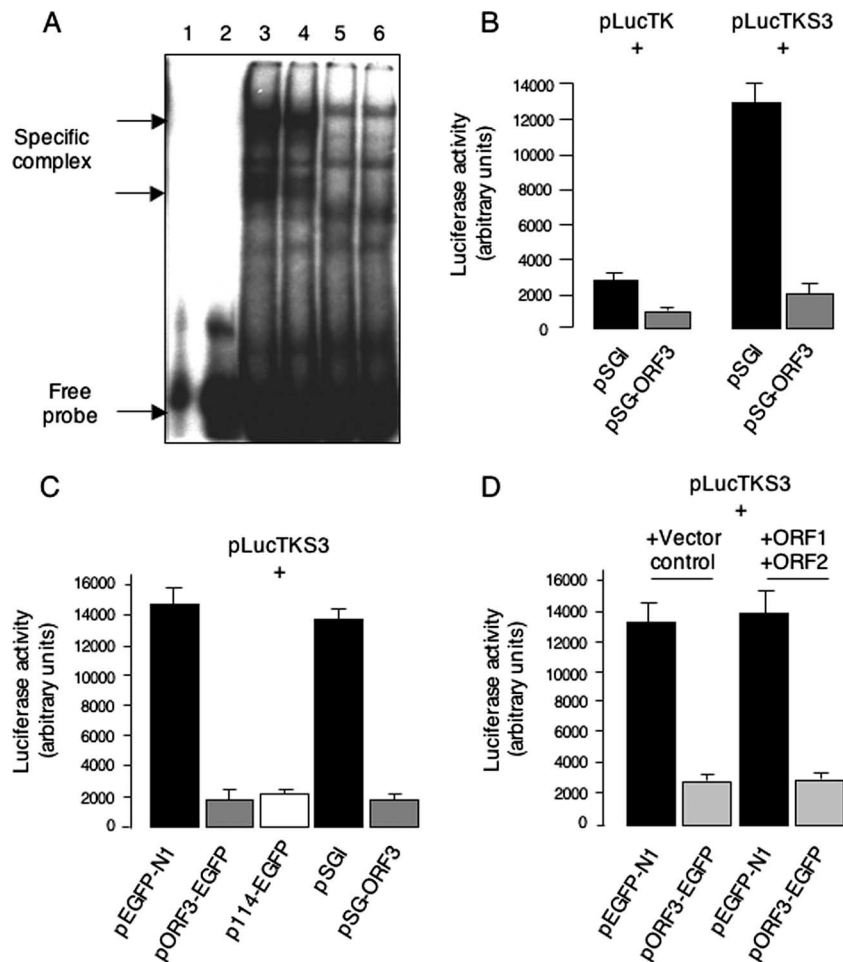 A
1 2 3 4 5 6
Specific
complex
Free
probe
B
pLucTK
+
pLucTKS3
+
Luciferase activity
(arbitrary units)
14000
12000
10000
8000
6000
4000
2000
0
pSGI
pSG-ORF3
pSGI
pSG-ORF3
C
pLucTKS3
+
Luciferase activity
(arbitrary units)
16000
14000
12000
10000
8000
6000
4000
2000
0
pEGFP-N1
pORF3-EGFP
p114-EGFP
pSGI
pSG-ORF3
D
pLucTKS3
+
+Vector
control
+ORF1
+ORF2
Luciferase activity
(arbitrary units)
16000
14000
12000
10000
8000
6000
4000
2000
0
pEGFP-N1
pORF3-EGFP
pEGFP-N1
pORF3-EGFP